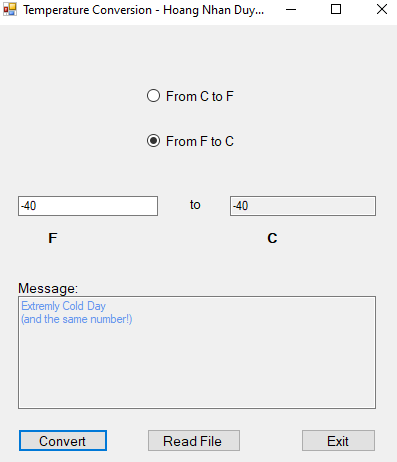 Temperature Conversion - Hoang Nhan Duy...
From C to F
From F to C
-40 to -40
F C
Message:
Extremly Cold Day
(and the same number!)
Convert Read File Exit